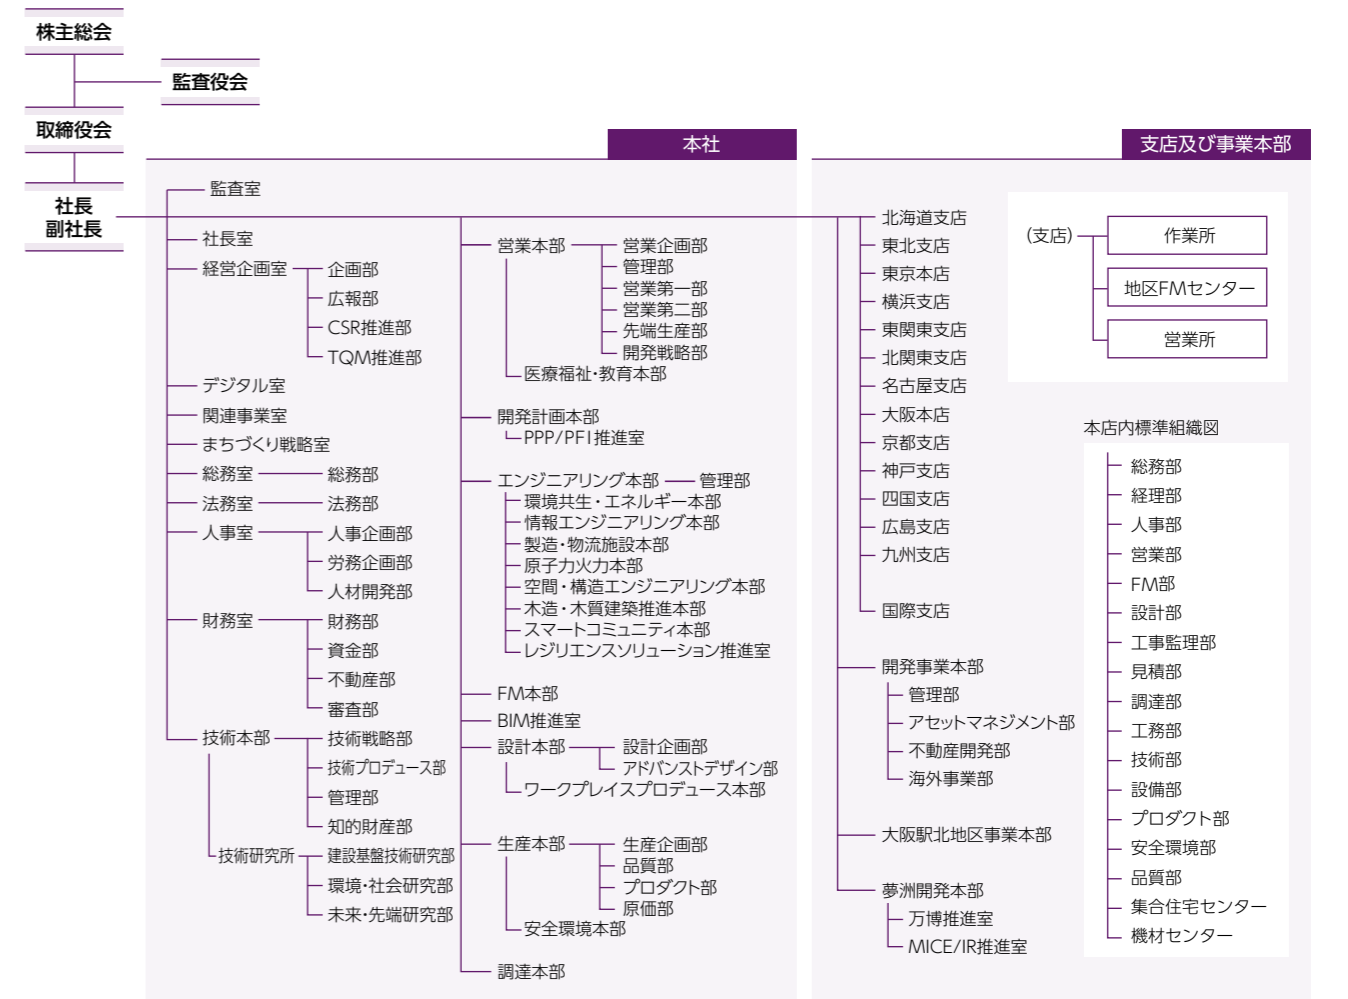 株主総会
監査役会
取締役会
社長
副社長
本社
監査室
社長室
経営企画室
企画部
広報部
CSR推進部
TQM推進部
デジタル室
関連事業室
まちづくり戦略室
総務室
総務部
法務室
法務部
人事室
人事企画部
労務企画部
人材開発部
財務室
財務部
資金部
不動産部
審査部
技術本部
技術戦略部
技術プロデュース部
管理部
知的財産部
技術研究所
建設基盤技術研究部
環境・社会研究部
未来・先端研究部
営業本部
営業企画部
管理部
営業第一部
営業第二部
先端生産部
開発戦略部
医療福祉・教育本部
開発計画本部
PPP/PFI推進室
エンジニアリング本部
管理部
環境共生・エネルギー本部
情報エンジニアリング本部
製造・物流施設本部
原子力火力本部
空間・構造エンジニアリング本部
木造・木質建築推進本部
スマートコミュニティ本部
レジリエンスソリューション推進室
FM本部
BIM推進室
設計本部
設計企画部
アドバンストデザイン部
ワークプレイスプロデュース本部
生産本部
生産企画部
品質部
プロダクト部
原価部
安全環境本部
調達本部
支店及び事業本部
北海道支店
東北支店
東京本店
横浜支店
東関東支店
北関東支店
名古屋支店
大阪本店
京都支店
神戸支店
四国支店
広島支店
九州支店
国際支店
開発事業本部
管理部
アセットマネジメント部
不動産開発部
海外事業部
大阪駅北地区事業本部
夢洲開発本部
万博推進室
MICE/IR推進室
(支店)
作業所
地区FMセンター
営業所
本店内標準組織図
総務部
経理部
人事部
営業部
FM部
設計部
工事監理部
見積部
調達部
工務部
技術部
設備部
プロダクト部
安全環境部
品質部
集合住宅センター
機材センター